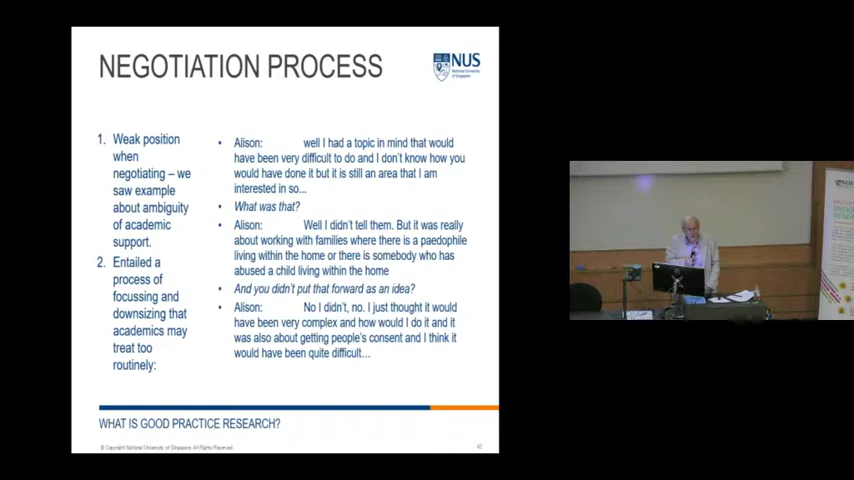 NEGOTIATION PROCESS
NUS
National University
of Singapore
1. Weak position
when
negotiating – we
saw example
about ambiguity
of academic
support.
2. Entailed a
process of
focussing and
downsizing that
academics may
treat too
routinely:
• Alison: well I had a topic in mind that would
have been very difficult to do and I don't know how you
would have done it but it is still an area that I am
interested in so...
• What was that?
• Alison: Well I didn't tell them. But it was really
about working with families where there is a paedophile
living within the home or there is somebody who has
abused a child living within the home
• And you didn't put that forward as an idea?
• Alison: No I didn't, no. I just thought it would
have been very complex and how would I do it and it
was also about getting people's consent and I think it
would have been quite difficult…
WHAT IS GOOD PRACTICE RESEARCH?
© Copyright National University of Singapore. All Rights Reserved
42
NUS